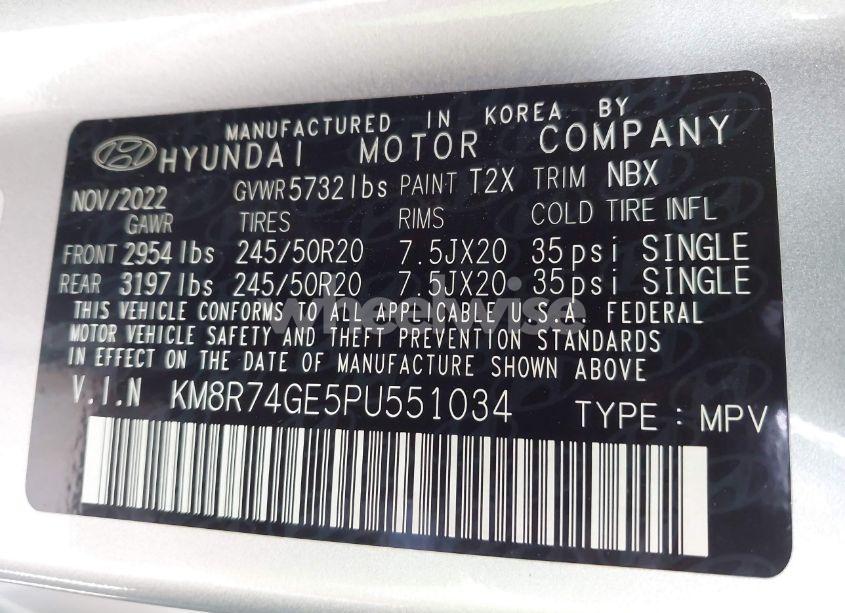 MANUFACTURED IN KOREA BY
HYUNDAI MOTOR COMPANY
NOV/2022 GVWR 5732 lbs PAINT T2X TRIM NBX
GAWR TIRES RIMS COLD TIRE INFL
FRONT 2954 lbs 245/50R20 7.5JX20 35 psi SINGLE
REAR 3197 lbs 245/50R20 7.5JX20 35 psi SINGLE
THIS VEHICLE CONFORMS TO ALL APPLICABLE U.S.A. FEDERAL
MOTOR VEHICLE SAFETY AND THEFT PREVENTION STANDARDS
IN EFFECT ON THE DATE OF MANUFACTURE SHOWN ABOVE
V.I.N KM8R74GE5PU551034 TYPE : MPV
wheelwise